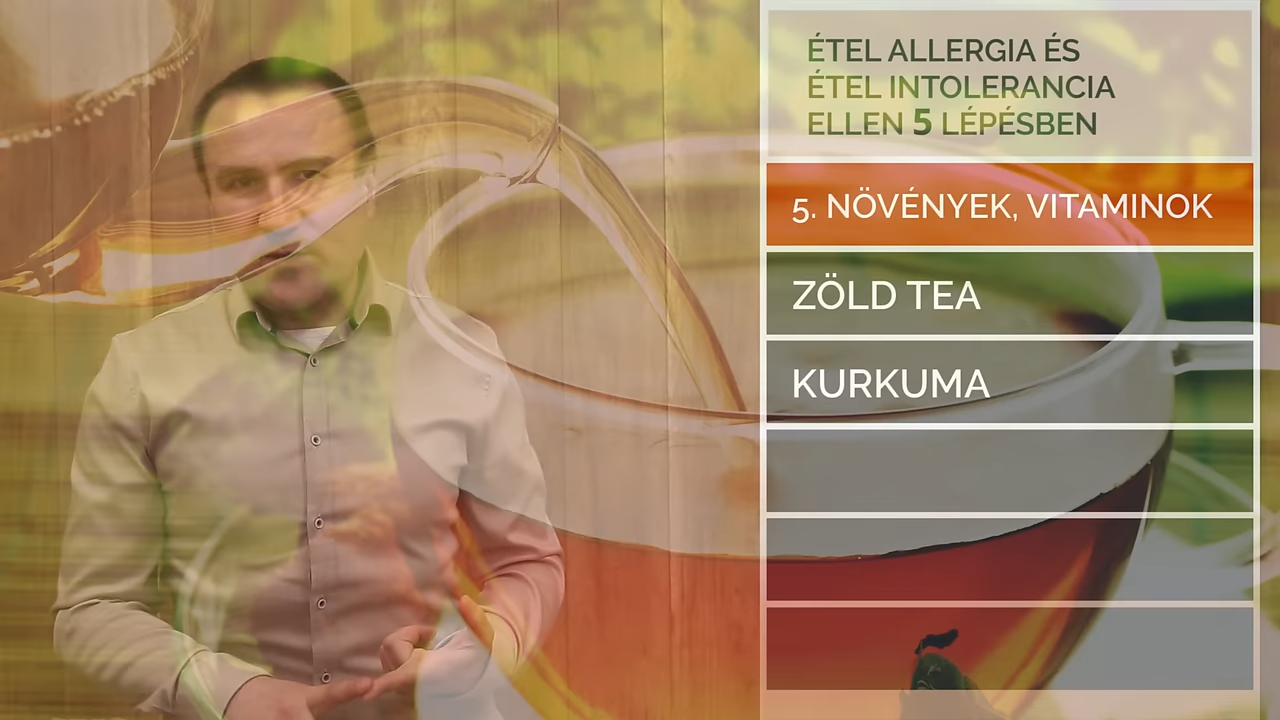 ÉTEL ALLERGIA ÉS
ÉTEL INTOLERANCIA
ELLEN 5 LÉPÉSBEN
5. NÖVÉNYEK, VITAMINOK
ZÖLD TEA
KURKUMA